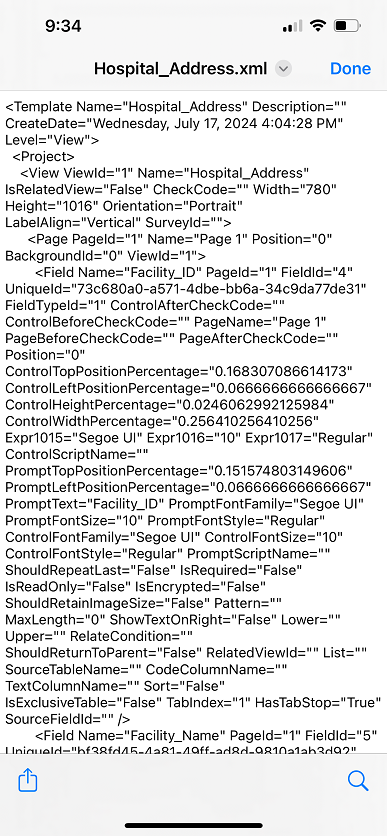 9:34
Hospital_Address.xml
Done
<Template Name="Hospital_Address" Description=""
CreateDate="Wednesday, July 17, 2024 4:04:28 PM"
Level="View">
<Project>
<View ViewId="1" Name="Hospital_Address"
IsRelatedView="False" CheckCode="" Width="780"
Height="1016" Orientation="Portrait"
LabelAlign="Vertical" SurveyId="">
<Page PageId="1" Name="Page 1" Position="0"
BackgroundId="0" ViewId="1">
<Field Name="Facility_ID" PageId="1" FieldId="4"
UniqueId="73c680a0-a571-4dbe-bb6a-34c9da77de31"
FieldTypeId="1" ControlAfterCheckCode=""
ControlBeforeCheckCode="" PageName="Page 1"
PageBeforeCheckCode="" PageAfterCheckCode=""
Position="0"
ControlTopPositionPercentage="0.168307086614173"
ControlLeftPositionPercentage="0.0666666666666667"
ControlHeightPercentage="0.0246062992125984"
ControlWidthPercentage="0.256410256410256"
Expr1015="Segoe UI" Expr1016="10" Expr1017="Regular"
ControlScriptName=""
PromptTopPositionPercentage="0.151574803149606"
PromptLeftPositionPercentage="0.0666666666666667"
PromptText="Facility_ID" PromptFontFamily="Segoe UI"
PromptFontSize="10" PromptFontStyle="Regular"
ControlFontFamily="Segoe UI" ControlFontSize="10"
ControlFontStyle="Regular" PromptScriptName=""
ShouldRepeatLast="False" IsRequired="False"
IsReadOnly="False" IsEncrypted="False"
ShouldRetainImageSize="False" Pattern=""
MaxLength="0" ShowTextOnRight="False" Lower=""
Upper="" RelateCondition=""
ShouldReturnToParent="False" RelatedViewId="" List=""
SourceTableName="" CodeColumnName=""
TextColumnName="" Sort="False"
IsExclusiveTable="False" TabIndex="1" HasTabStop="True"
SourceFieldId="" />
<Field Name="Facility_Name" PageId="1" FieldId="5"
UniqueId="bf38fd45-4a81-49ff-ad8d-9810a1ab3d92"